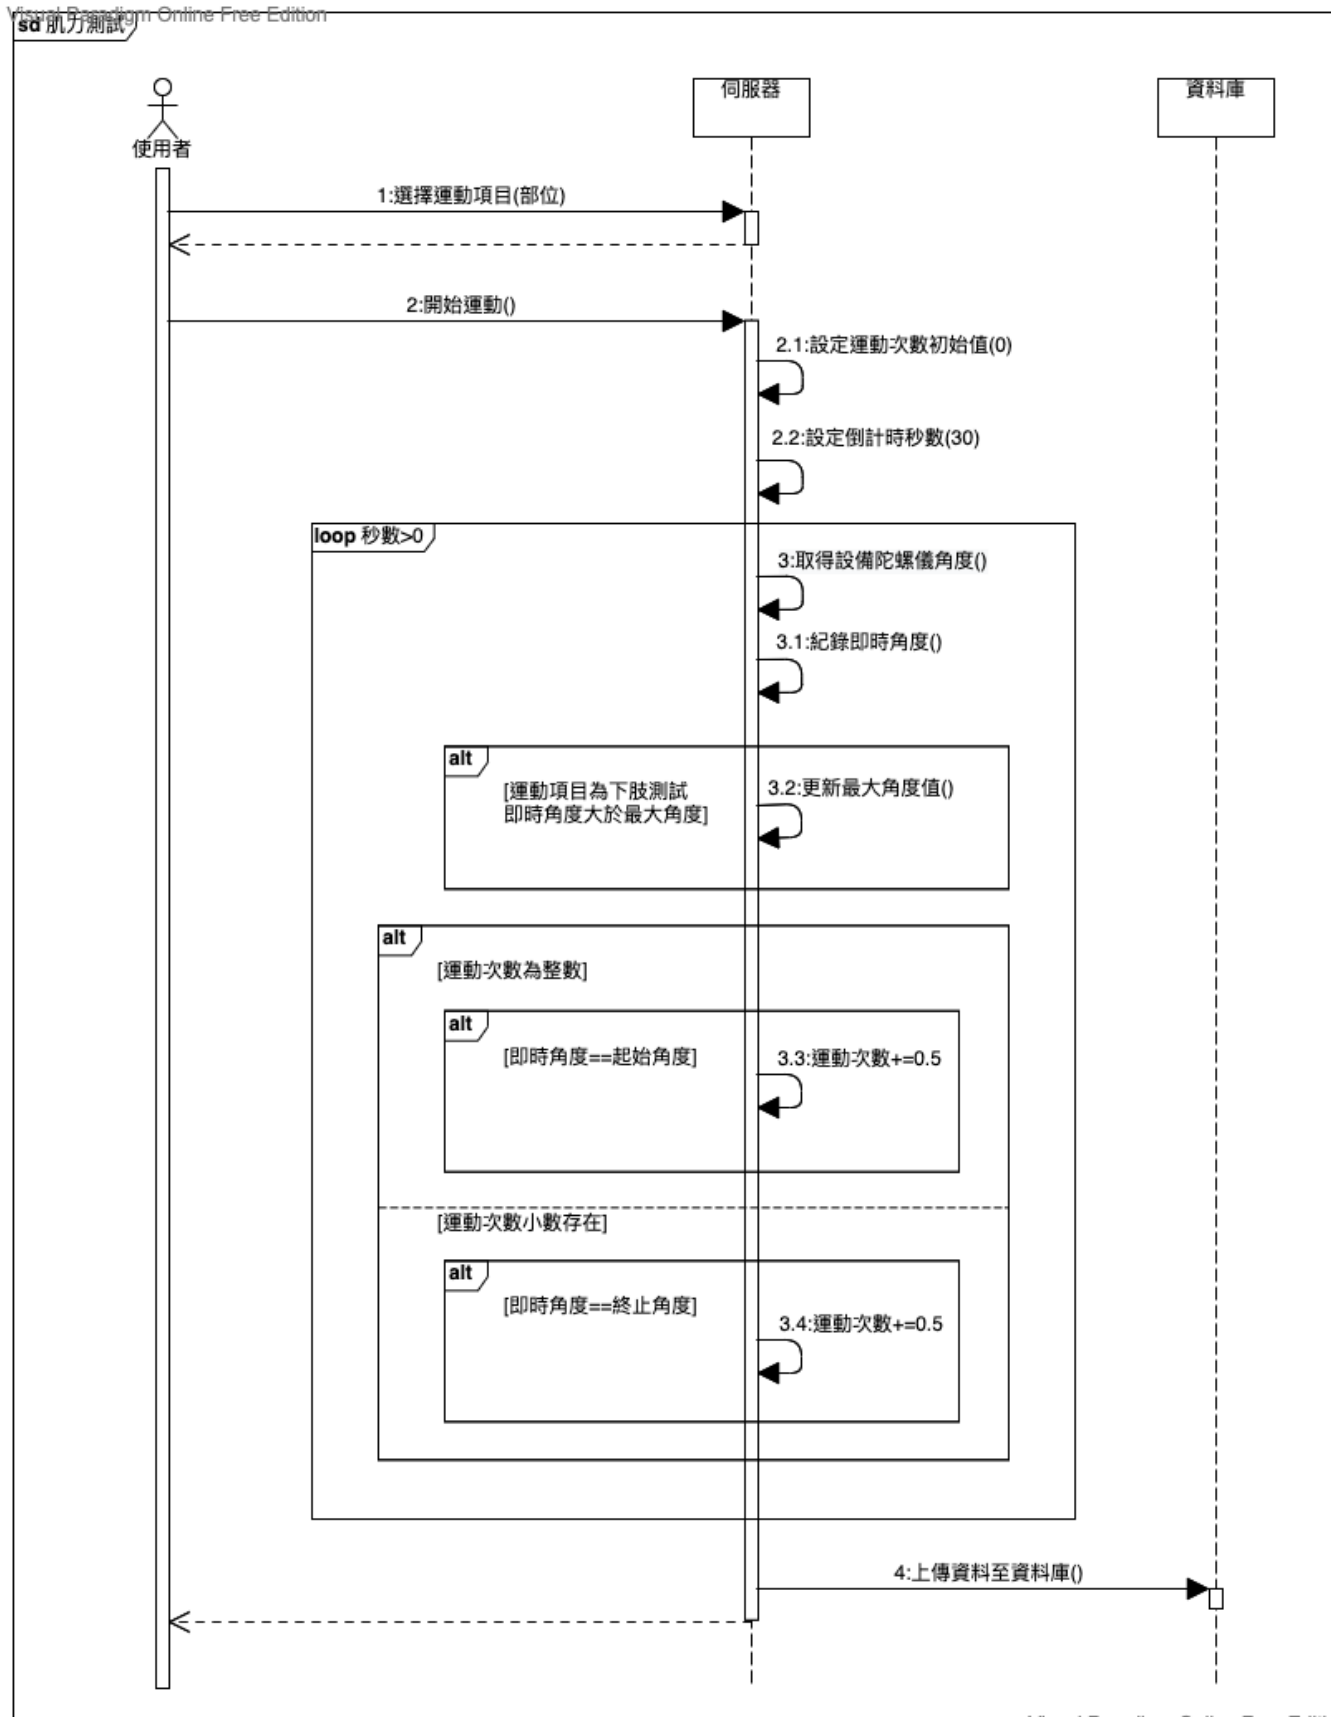 Visual Paradigm Online Free Edition
sd 肌力測試
伺服器
資料庫
使用者
1:選擇運動項目(部位)
2:開始運動()
2.1:設定運動次數初始值(0)
2.2:設定倒計時秒數(30)
loop 秒數>0
3:取得設備陀螺儀角度()
3.1:紀錄即時角度()
alt
[運動項目為下肢測試
即時角度大於最大角度]
3.2:更新最大角度值()
alt
[運動次數為整數]
alt
[即時角度==起始角度]
3.3:運動次數+=0.5
[運動次數小數存在]
alt
[即時角度==終止角度]
3.4:運動次數+=0.5
4:上傳資料至資料庫()